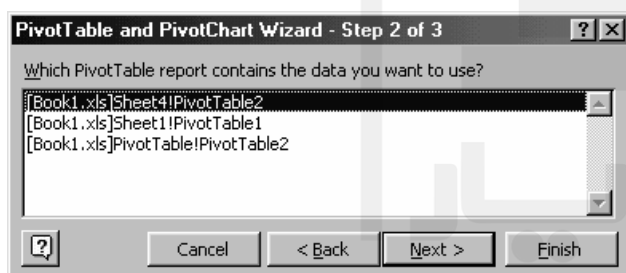 PivotTable and PivotChart Wizard - Step 2 of 3
Which PivotTable report contains the data you want to use?
[Book1.xls]Sheet4!PivotTable2
[Book1.xls]Sheet1!PivotTable1
[Book1.xls]PivotTable!PivotTable2
Cancel < Back Next > Finish